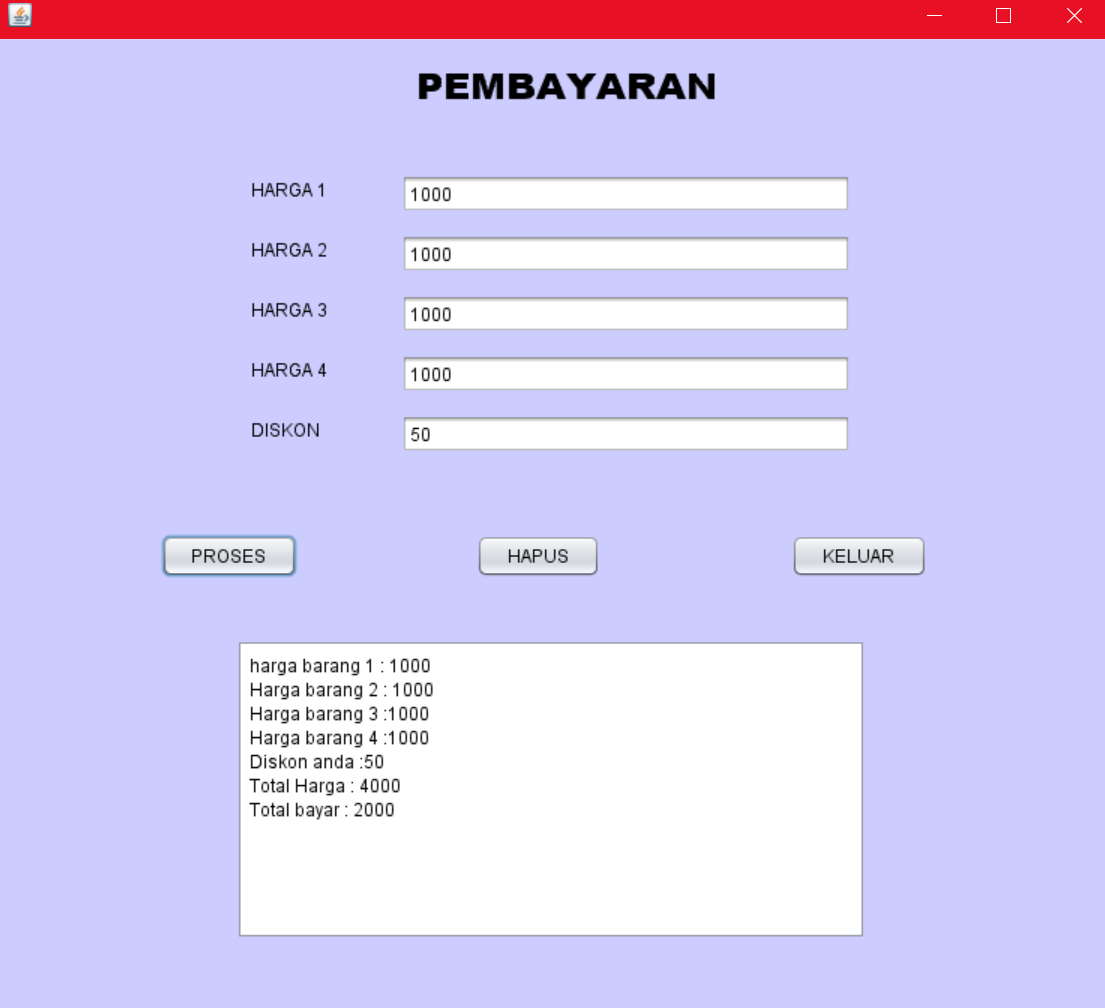 PEMBAYARAN
HARGA 1 1000
HARGA 2 1000
HARGA 3 1000
HARGA 4 1000
DISKON 50
PROSES HAPUS KELUAR
harga barang 1 : 1000
Harga barang 2 : 1000
Harga barang 3 :1000
Harga barang 4 :1000
Diskon anda :50
Total Harga : 4000
Total bayar : 2000